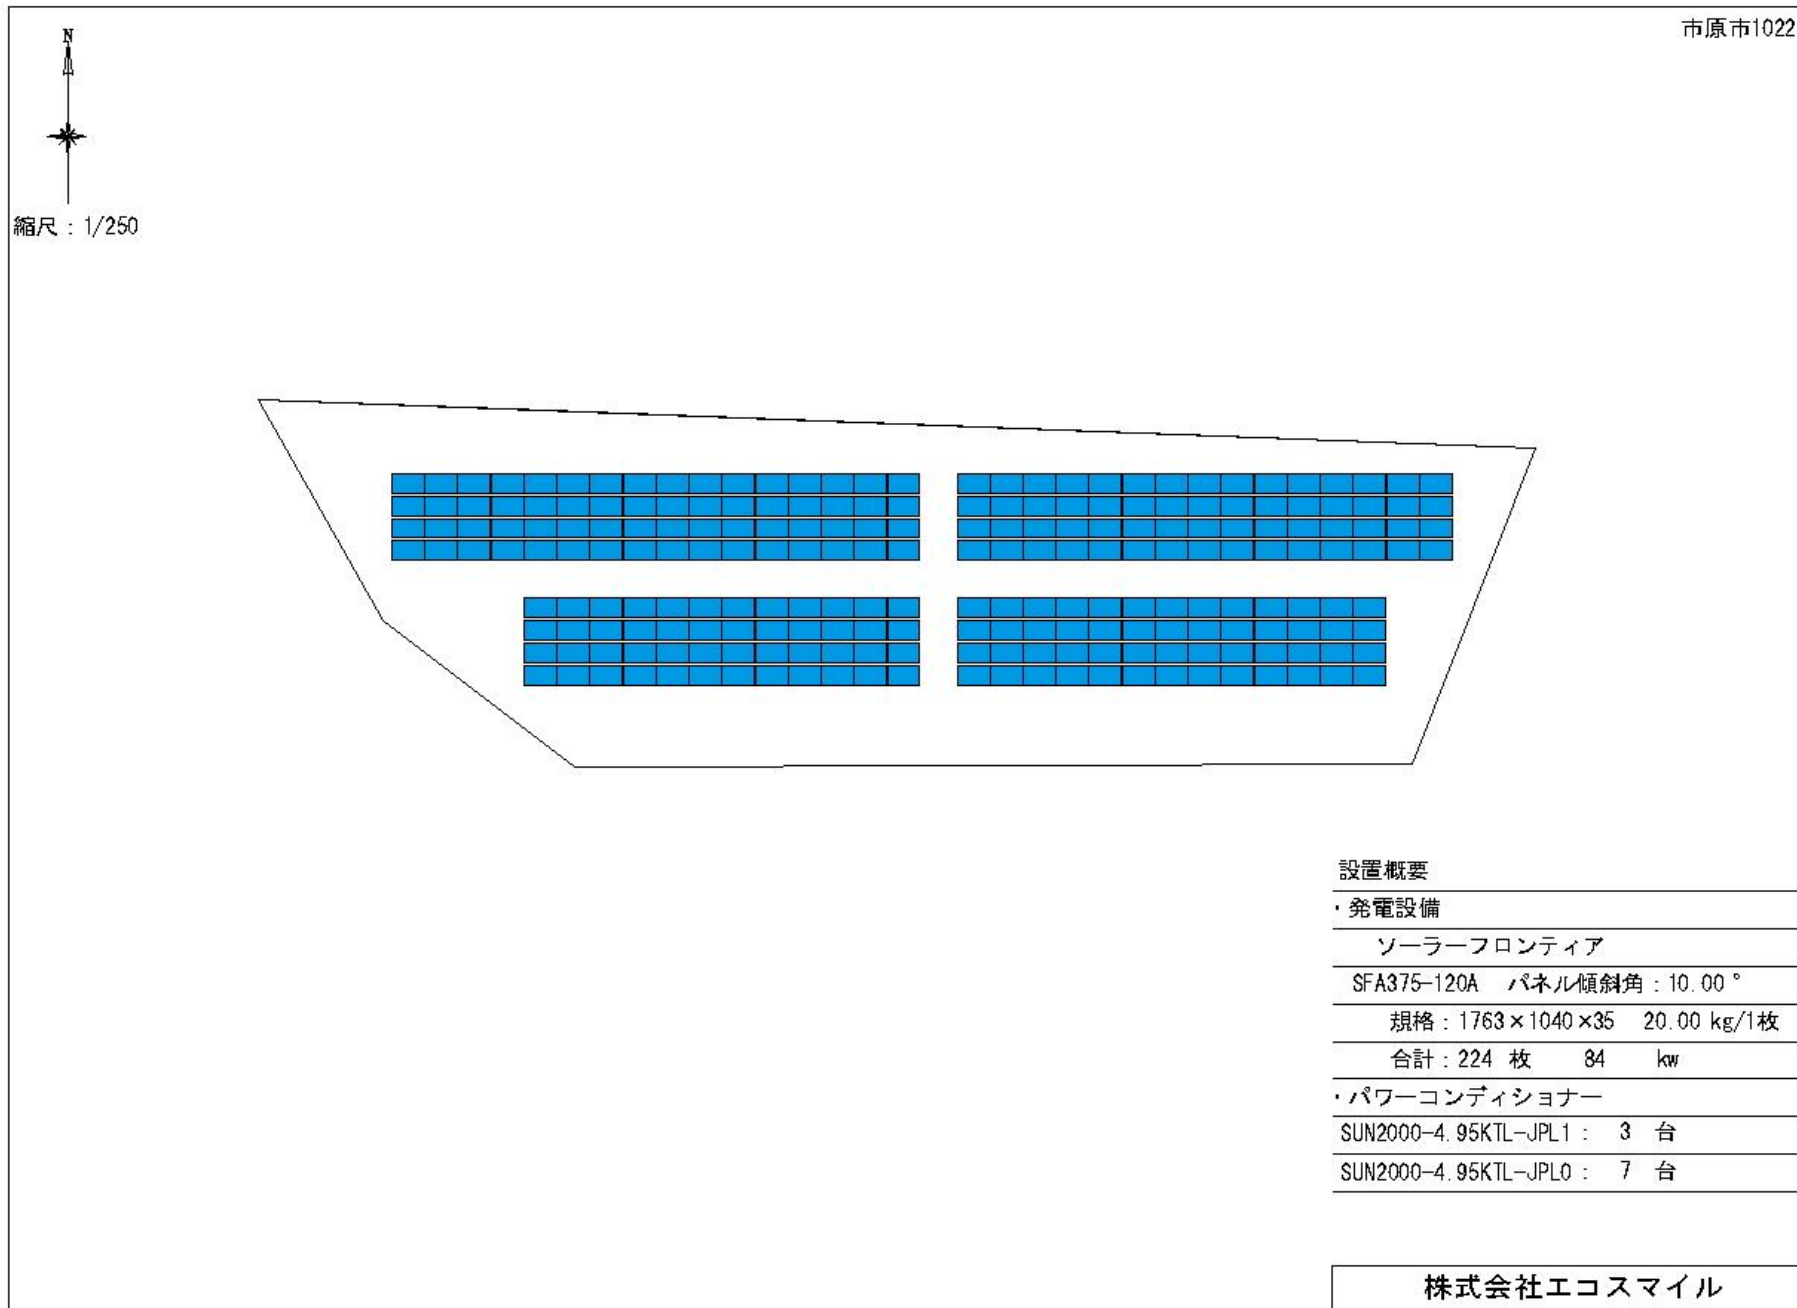 市原市1022
N
縮尺：1/250
設置概要
・発電設備
ソーラーフロンティア
SFA375-120A パネル傾斜角：10.00°
規格：1763×1040×35 20.00 kg/1枚
合計：224 枚 84 kw
・パワーコンディショナー
SUN2000-4.95KTL-JPL1： 3 台
SUN2000-4.95KTL-JPL0： 7 台
株式会社エコスマイル